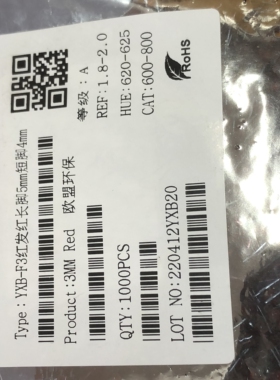 Type：YXB-F3红发红长脚5mm短脚4mm
Product:3MM Red 欧盟环保
QTY:1000PCS
LOT NO:220412YXB20
等级：A
REF:1.8-2.0
HUE:620-625
CAT:600-800
RoHS